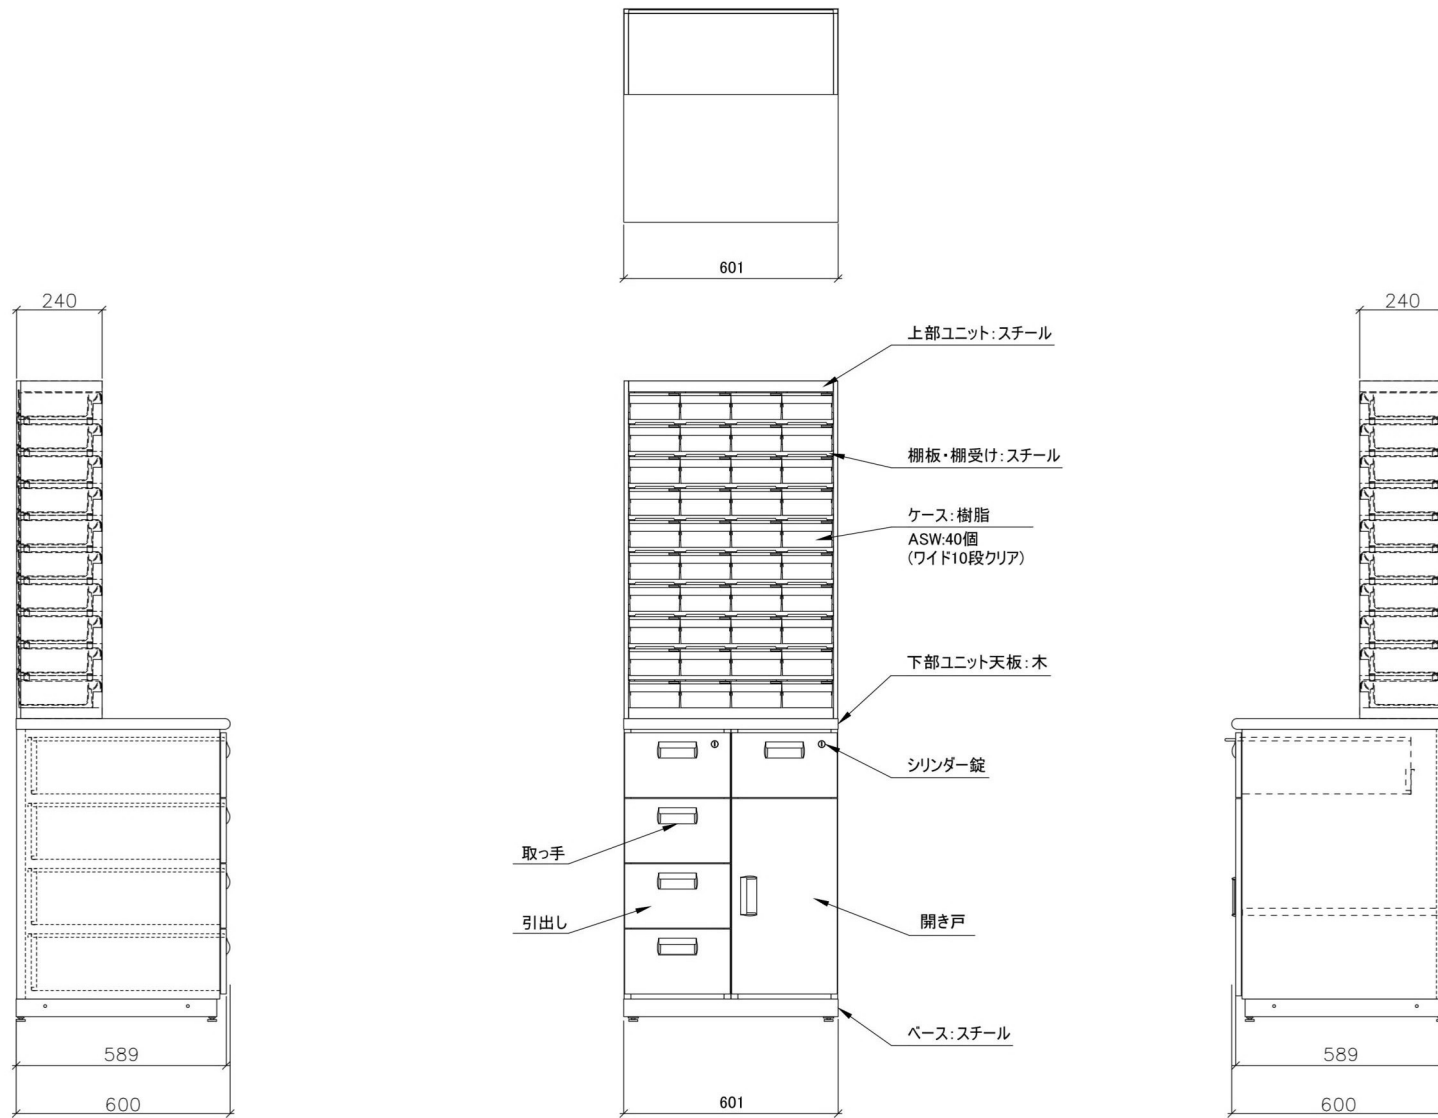 601
240
240
上部ユニット:スチール
棚板・棚受け:スチール
ケース:樹脂
ASW:40個
(ワイド10段クリア)
下部ユニット天板:木
シリンダー錠
取っ手
引出し
開き戸
ベース:スチール
589
589
600
601
600